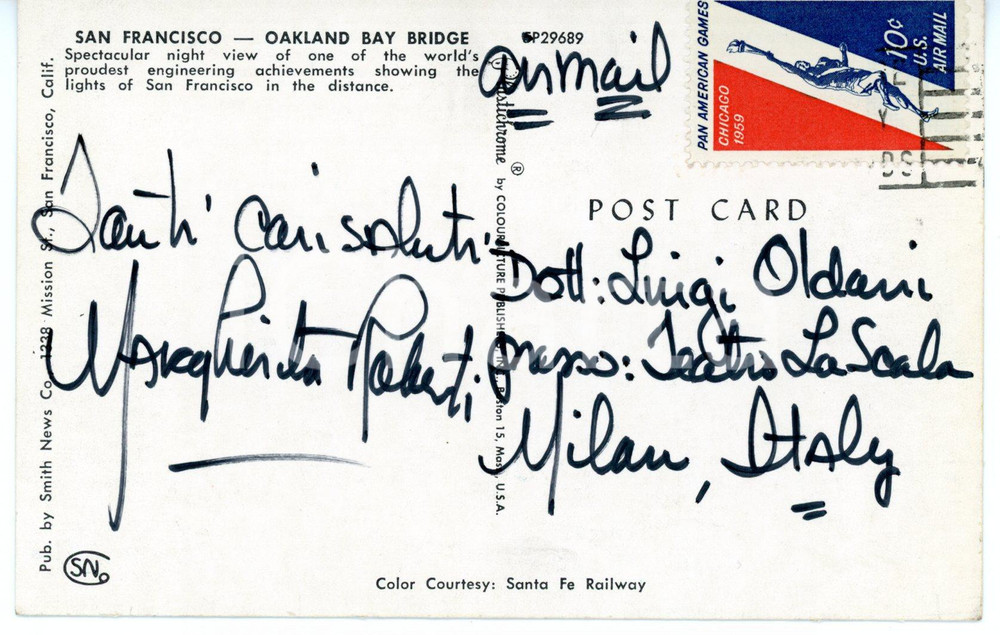 SAN FRANCISCO — OAKLAND BAY BRIDGE
Spectacular night view of one of the world's
proudest engineering achievements showing the
lights of San Francisco in the distance.
SP29689
airmail
PAN AMERICAN GAMES
CHICAGO
1959
10¢
U.S.
AIR MAIL
POST CARD
Tanti cari saluti
Margherita Roberti
Dott: Luigi Oldani
presso: Teatro La Scala
Milan, Italy
Plastichrome ® by COLOURPICTURE PUBLISHERS, INC., Boston 15, Mass., U.S.A.
Pub. by Smith News Co., 1238 Mission St., San Francisco, Calif.
SN
Color Courtesy: Santa Fe Railway